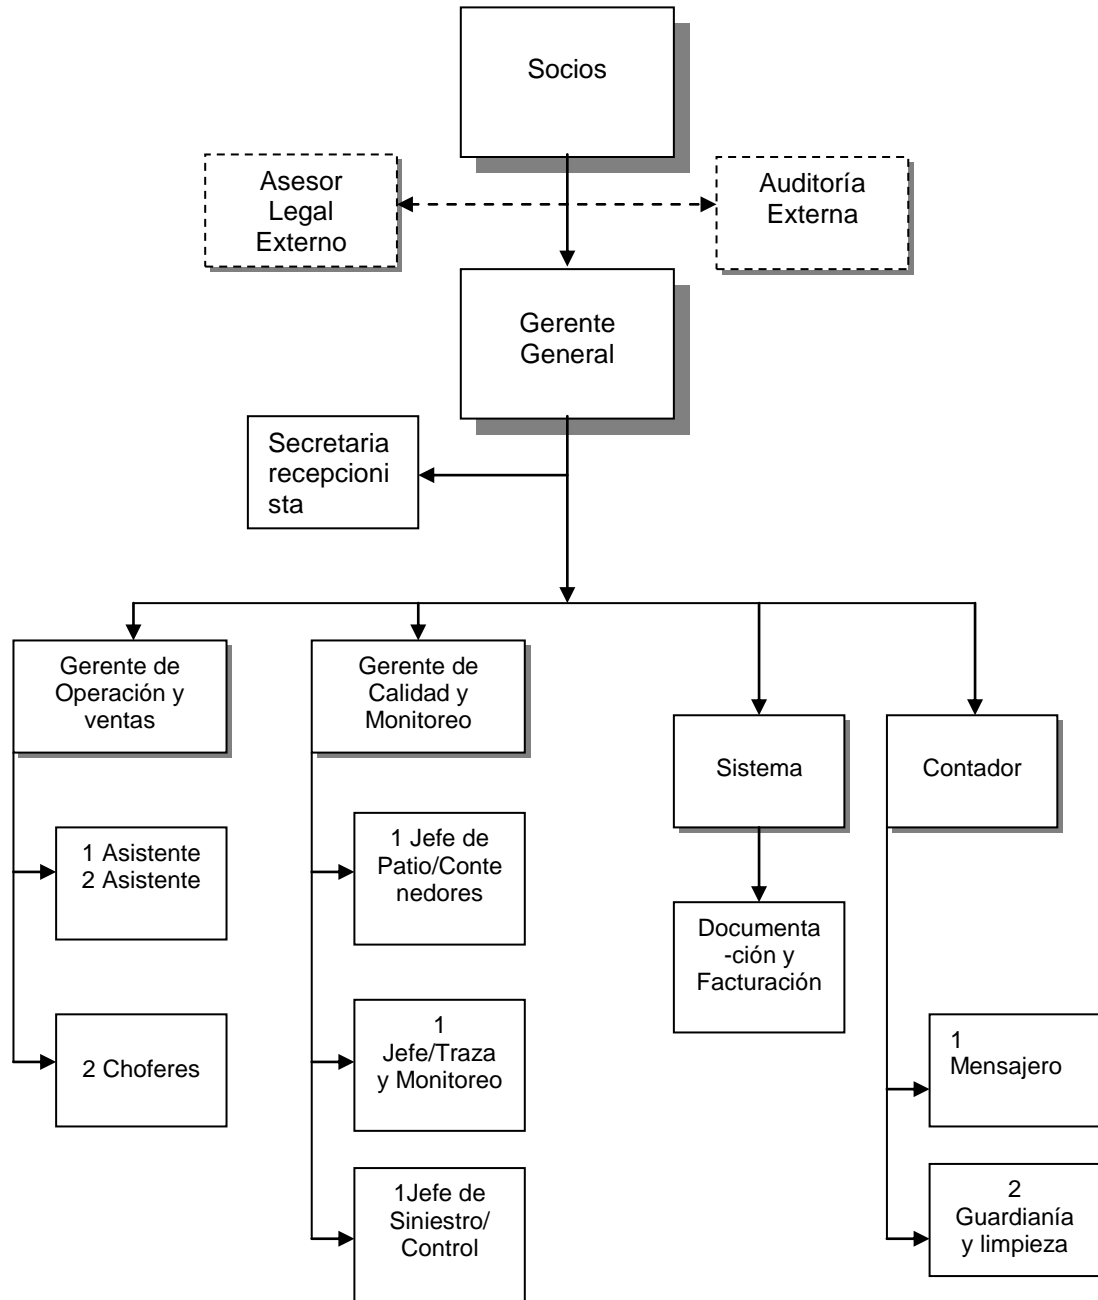 Socios
Asesor
Legal
Externo
Auditoría
Externa
Gerente
General
Secretaria
recepcioni
sta
Gerente de
Operación y
ventas
Gerente de
Calidad y
Monitoreo
Sistema
Contador
1 Asistente
2 Asistente
1 Jefe de
Patio/Conte
nedores
Documenta
-ción y
Facturación
2 Choferes
1
Jefe/Traza
y Monitoreo
1
Mensajero
1Jefe de
Siniestro/
Control
2
Guardianía
y limpieza